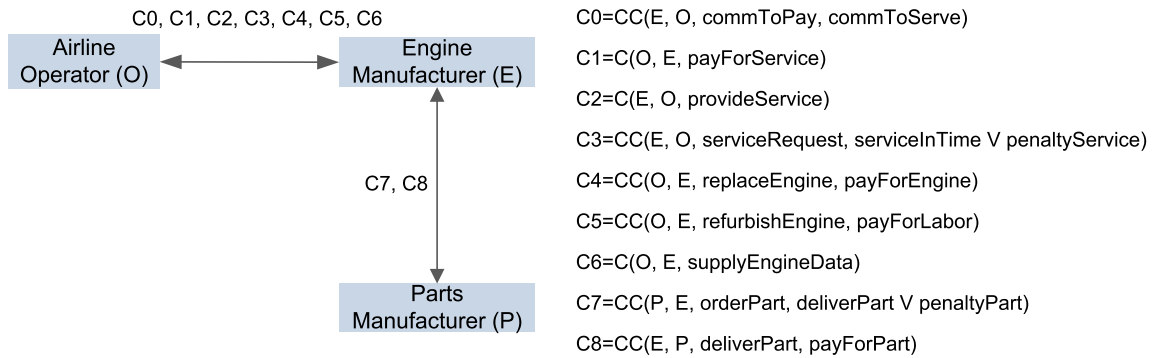 C0, C1, C2, C3, C4, C5, C6
Airline
Operator (O)
Engine
Manufacturer (E)
C7, C8
Parts
Manufacturer (P)
C0=CC(E, O, commToPay, commToServe)
C1=C(O, E, payForService)
C2=C(E, O, provideService)
C3=CC(E, O, serviceRequest, serviceInTime V penaltyService)
C4=CC(O, E, replaceEngine, payForEngine)
C5=CC(O, E, refurbishEngine, payForLabor)
C6=C(O, E, supplyEngineData)
C7=CC(P, E, orderPart, deliverPart V penaltyPart)
C8=CC(E, P, deliverPart, payForPart)